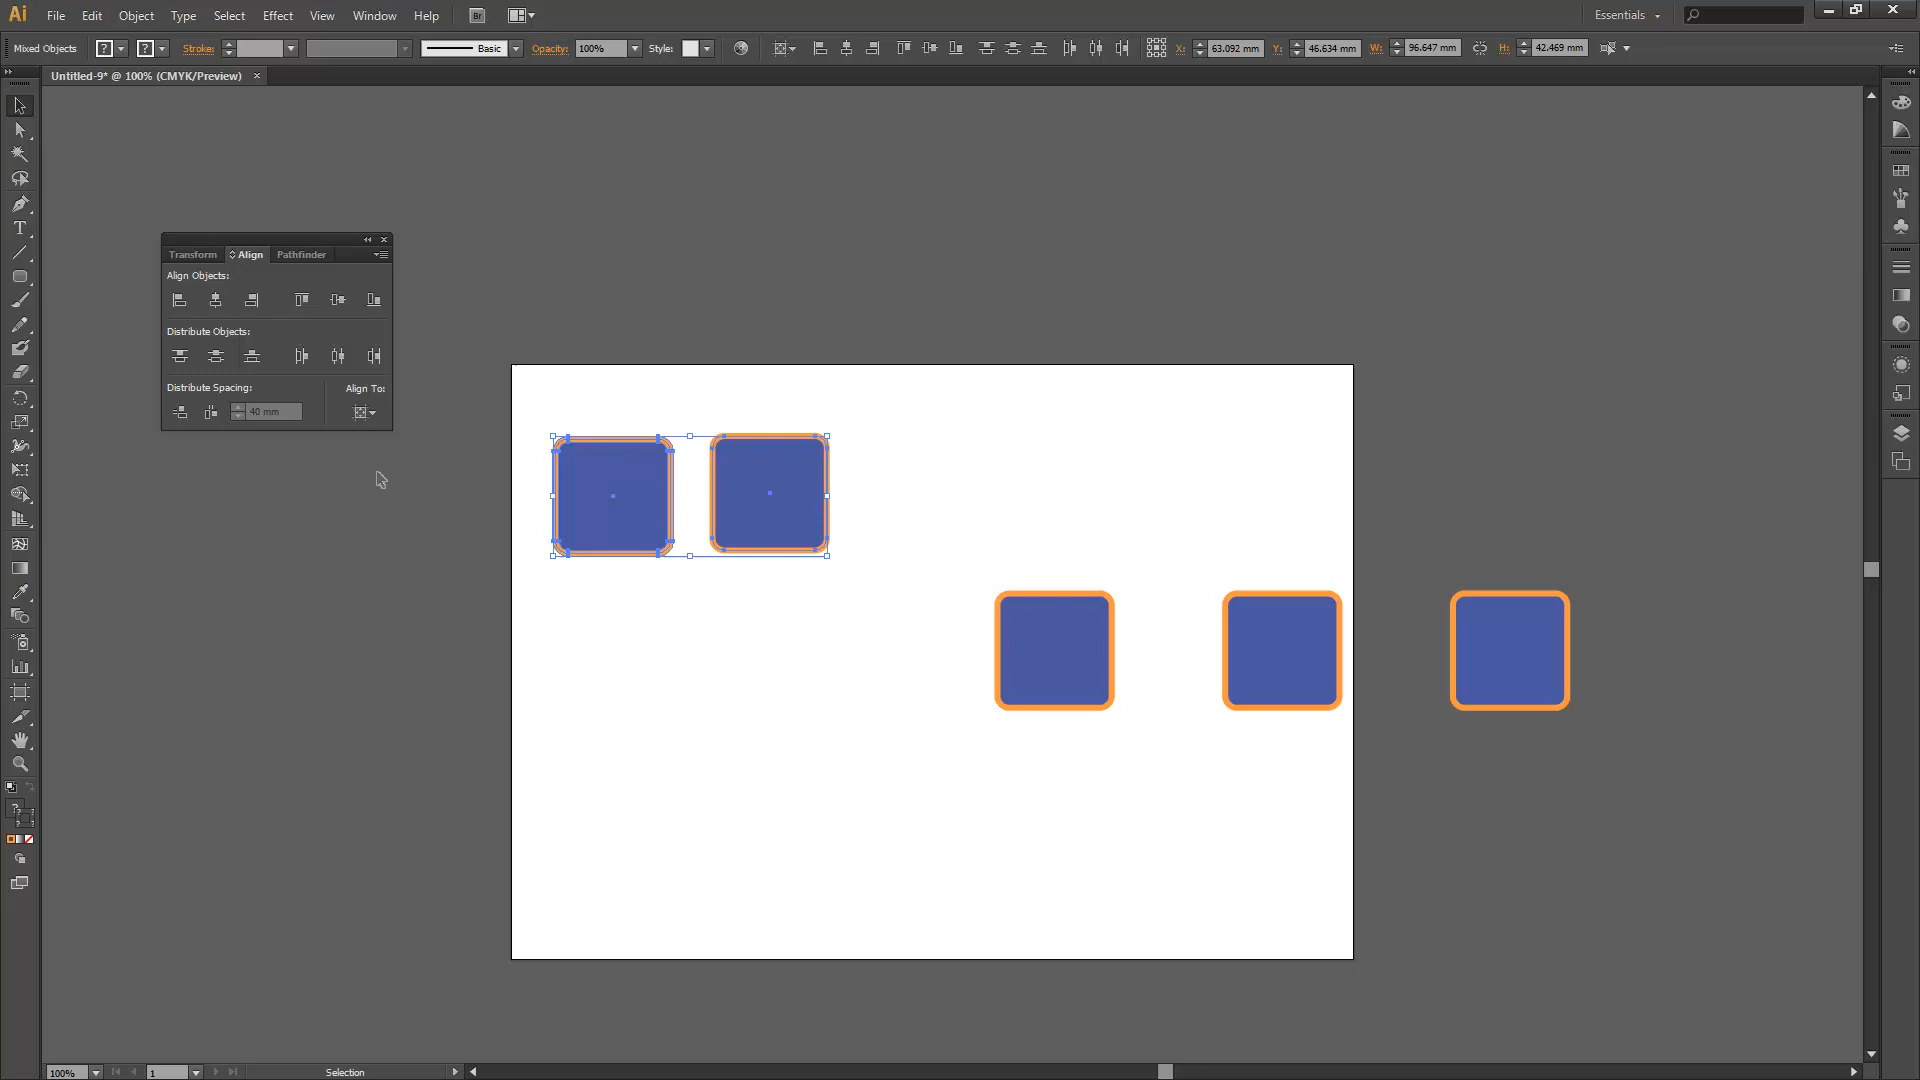 Ai File Edit Object Type Select Effect View Window Help Br Essentials
Mixed Objects ? ? Stroke: Basic Opacity: 100% Style: X: 63.092 mm Y: 46.634 mm W: 96.647 mm H: 42.469 mm
Untitled-9* @ 100% (CMYK/Preview)
Transform Align Pathfinder
Align Objects:
Distribute Objects:
Distribute Spacing: Align To:
40 mm
100% 1 Selection